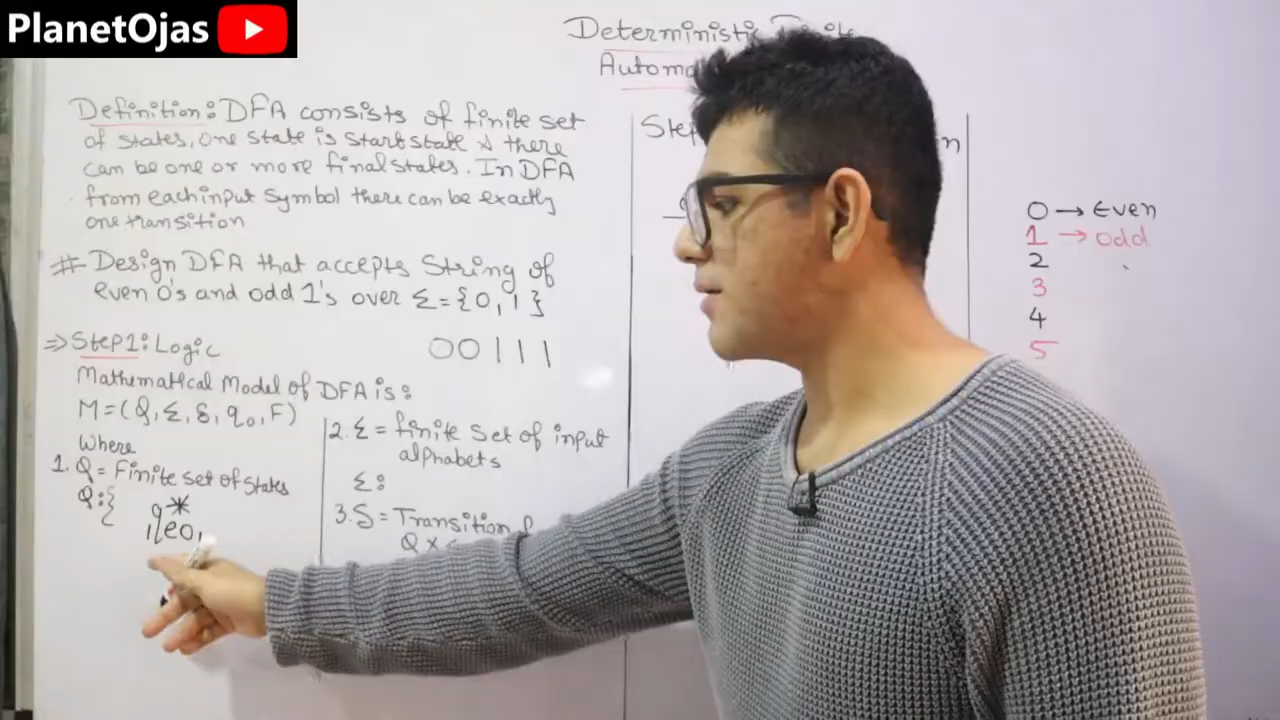 PlanetOjas
Deterministic Finite
Autom
Definition: DFA consists of finite set
of states, one state is start state & there
can be one or more final states. In DFA
from each input symbol there can be exactly
one transition
# Design DFA that accepts String of
even 0's and odd 1's over Σ={0,1}
⇒ Step1: Logic
00111
Mathematical Model of DFA is:
M=(Q,Σ,δ,q0,F)
Where
1. Q = Finite set of states
Q:{
qeo,
2. Σ = finite set of input
alphabets
Σ:
3. δ = Transition
Q X
Step
n
0 → Even
1 → odd
2
3
4
5